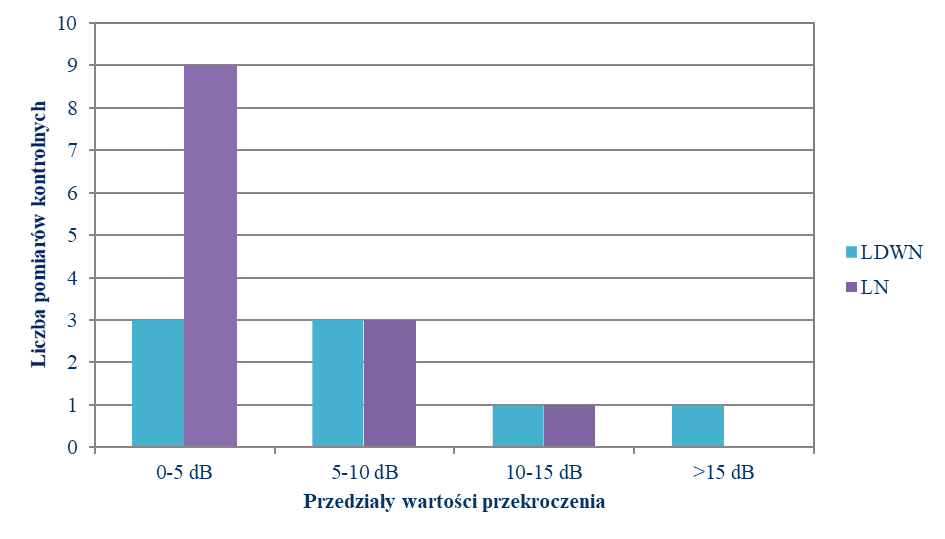 Liczba pomiarów kontrolnych
10
9
8
7
6
5
4
3
2
1
0
0-5 dB
5-10 dB
10-15 dB
>15 dB
Przedziały wartości przekroczenia
LDWN
LN